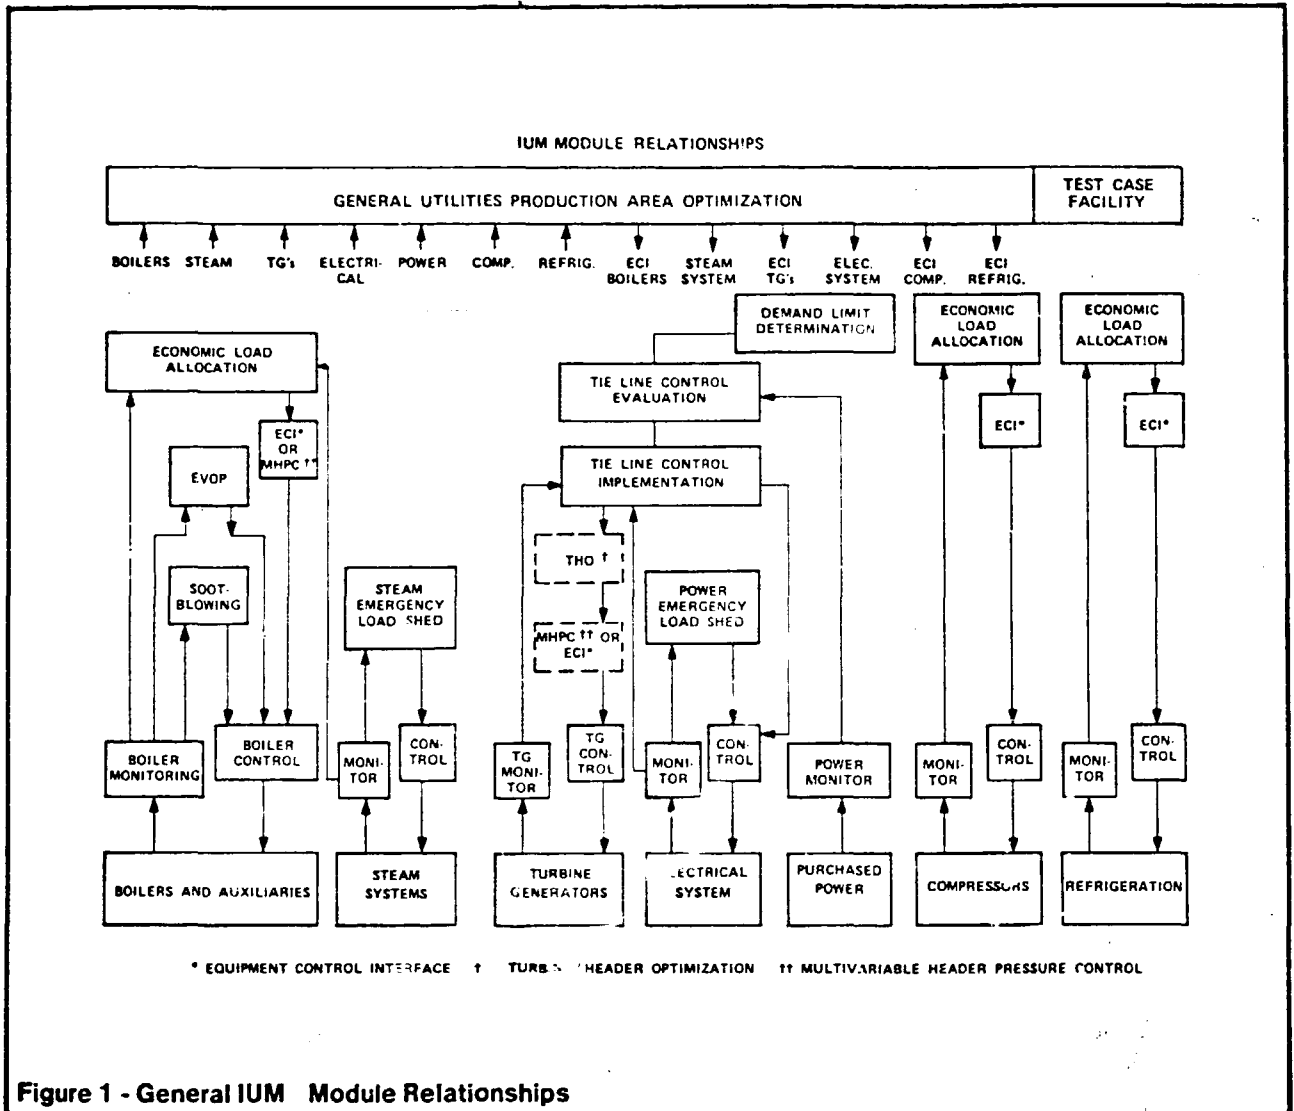 IUM MODULE RELATIONSHIPS
GENERAL UTILITIES PRODUCTION AREA OPTIMIZATION
TEST CASE
FACILITY
BOILERS
STEAM
TG's
ELECTRI-
CAL
POWER
COMP.
REFRIG.
ECI
BOILERS
STEAM
SYSTEM
ECI
TG's
ELEC.
SYSTEM
ECI
COMP.
ECI
REFRIG.
DEMAND LIMIT
DETERMINATION
ECONOMIC
LOAD
ALLOCATION
ECONOMIC
LOAD
ALLOCATION
ECONOMIC LOAD
ALLOCATION
TIE LINE CONTROL
EVALUATION
ECI*
OR
MHPC ††
ECI*
ECI*
EVOP
TIE LINE CONTROL
IMPLEMENTATION
THO †
SOOT-
BLOWING
STEAM
EMERGENCY
LOAD SHED
POWER
EMERGENCY
LOAD SHED
MHPC †† OR
ECI*
BOILER
MONITORING
BOILER
CONTROL
MONI-
TOR
CON-
TROL
TG
MONI-
TOR
TG
CON-
TROL
MONI-
TOR
CON-
TROL
POWER
MONITOR
MONI-
TOR
CON-
TROL
MONI-
TOR
CON-
TROL
BOILERS AND AUXILIARIES
STEAM
SYSTEMS
TURBINE
GENERATORS
ECTRICAL
SYSTEM
PURCHASED
POWER
COMPRESSORS
REFRIGERATION
* EQUIPMENT CONTROL INTERFACE † HEADER OPTIMIZATION †† MULTIVARIABLE HEADER PRESSURE CONTROL
Figure 1 - General IUM Module Relationships